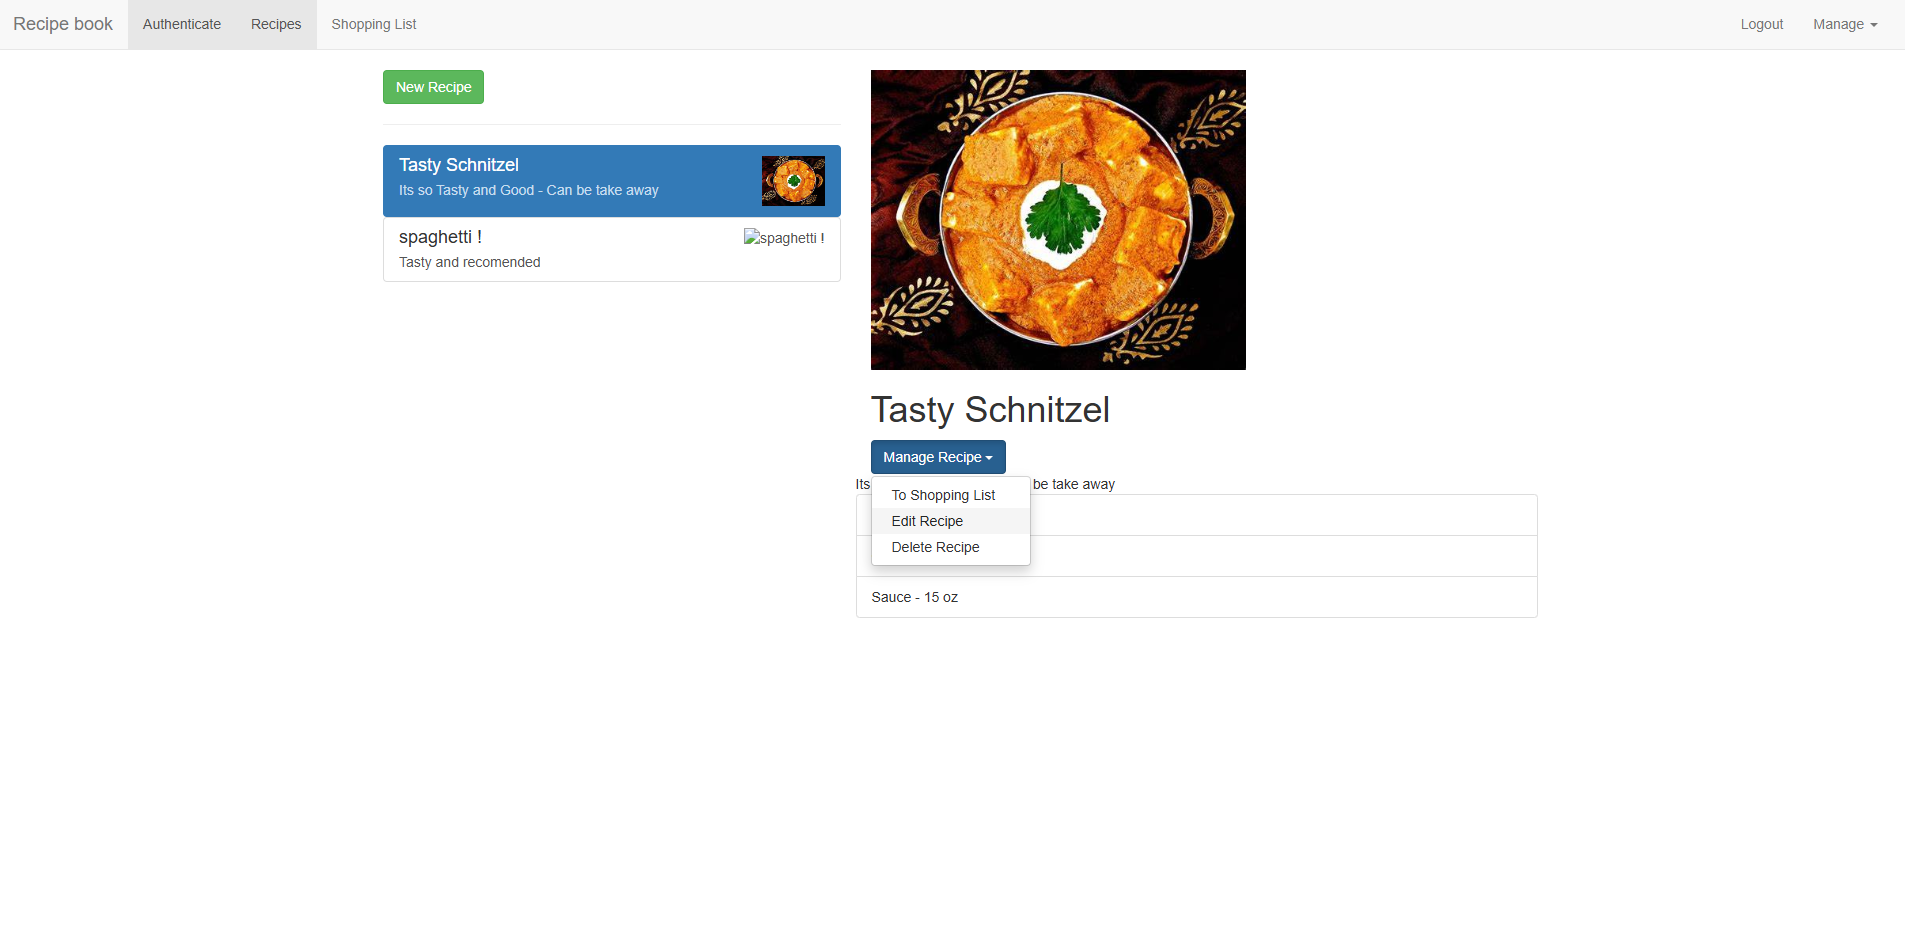 Recipe book Authenticate Recipes Shopping List Logout Manage
New Recipe
Tasty Schnitzel
Its so Tasty and Good - Can be take away
spaghetti !
spaghetti !
Tasty and recomended
Tasty Schnitzel
Manage Recipe
Its be take away
To Shopping List
Edit Recipe
Delete Recipe
Sauce - 15 oz